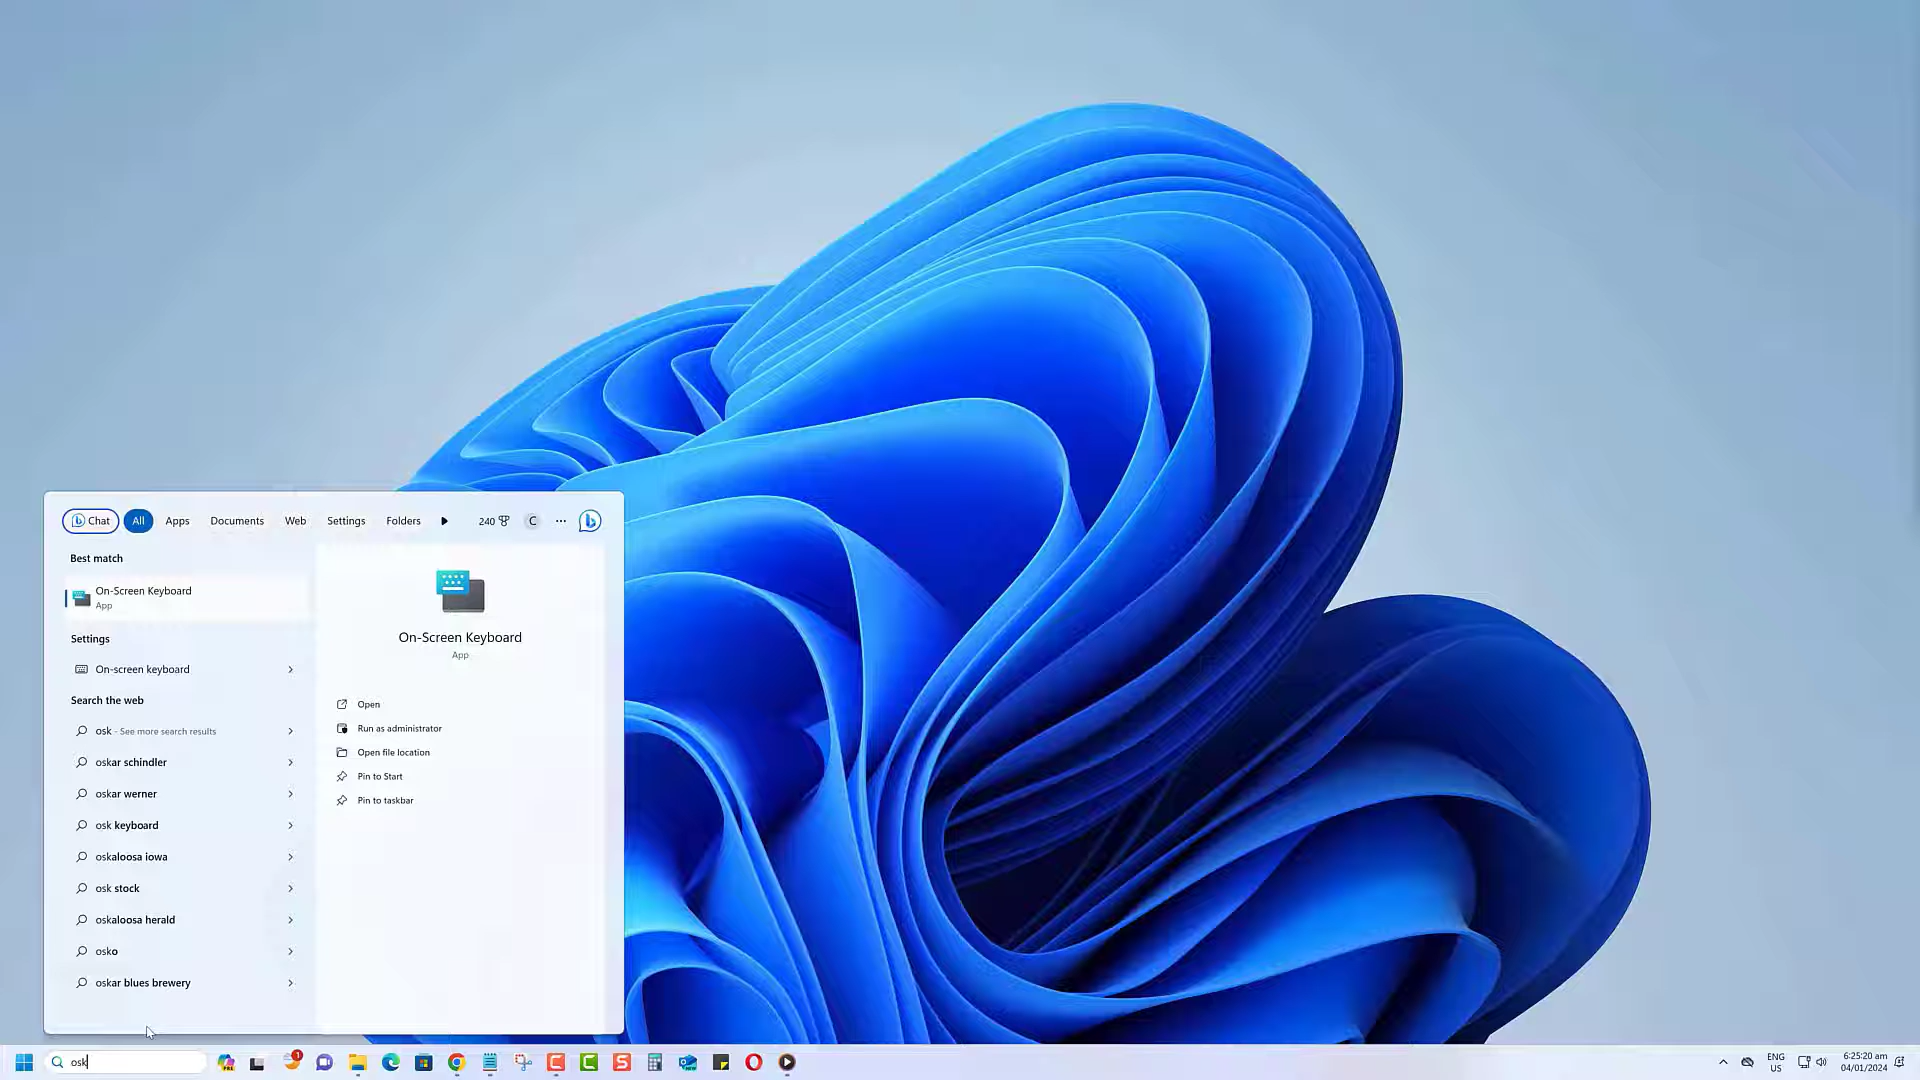 Chat All Apps Documents Web Settings Folders 240 C
Best match
On-Screen Keyboard
App
Settings
On-screen keyboard
Search the web
osk - See more search results
oskar schindler
oskar werner
osk keyboard
oskaloosa iowa
osk stock
oskaloosa herald
osko
oskar blues brewery
On-Screen Keyboard
App
Open
Run as administrator
Open file location
Pin to Start
Pin to taskbar
osk
PRE
1
NEW
ENG
US
6:25:20 am
04/01/2024